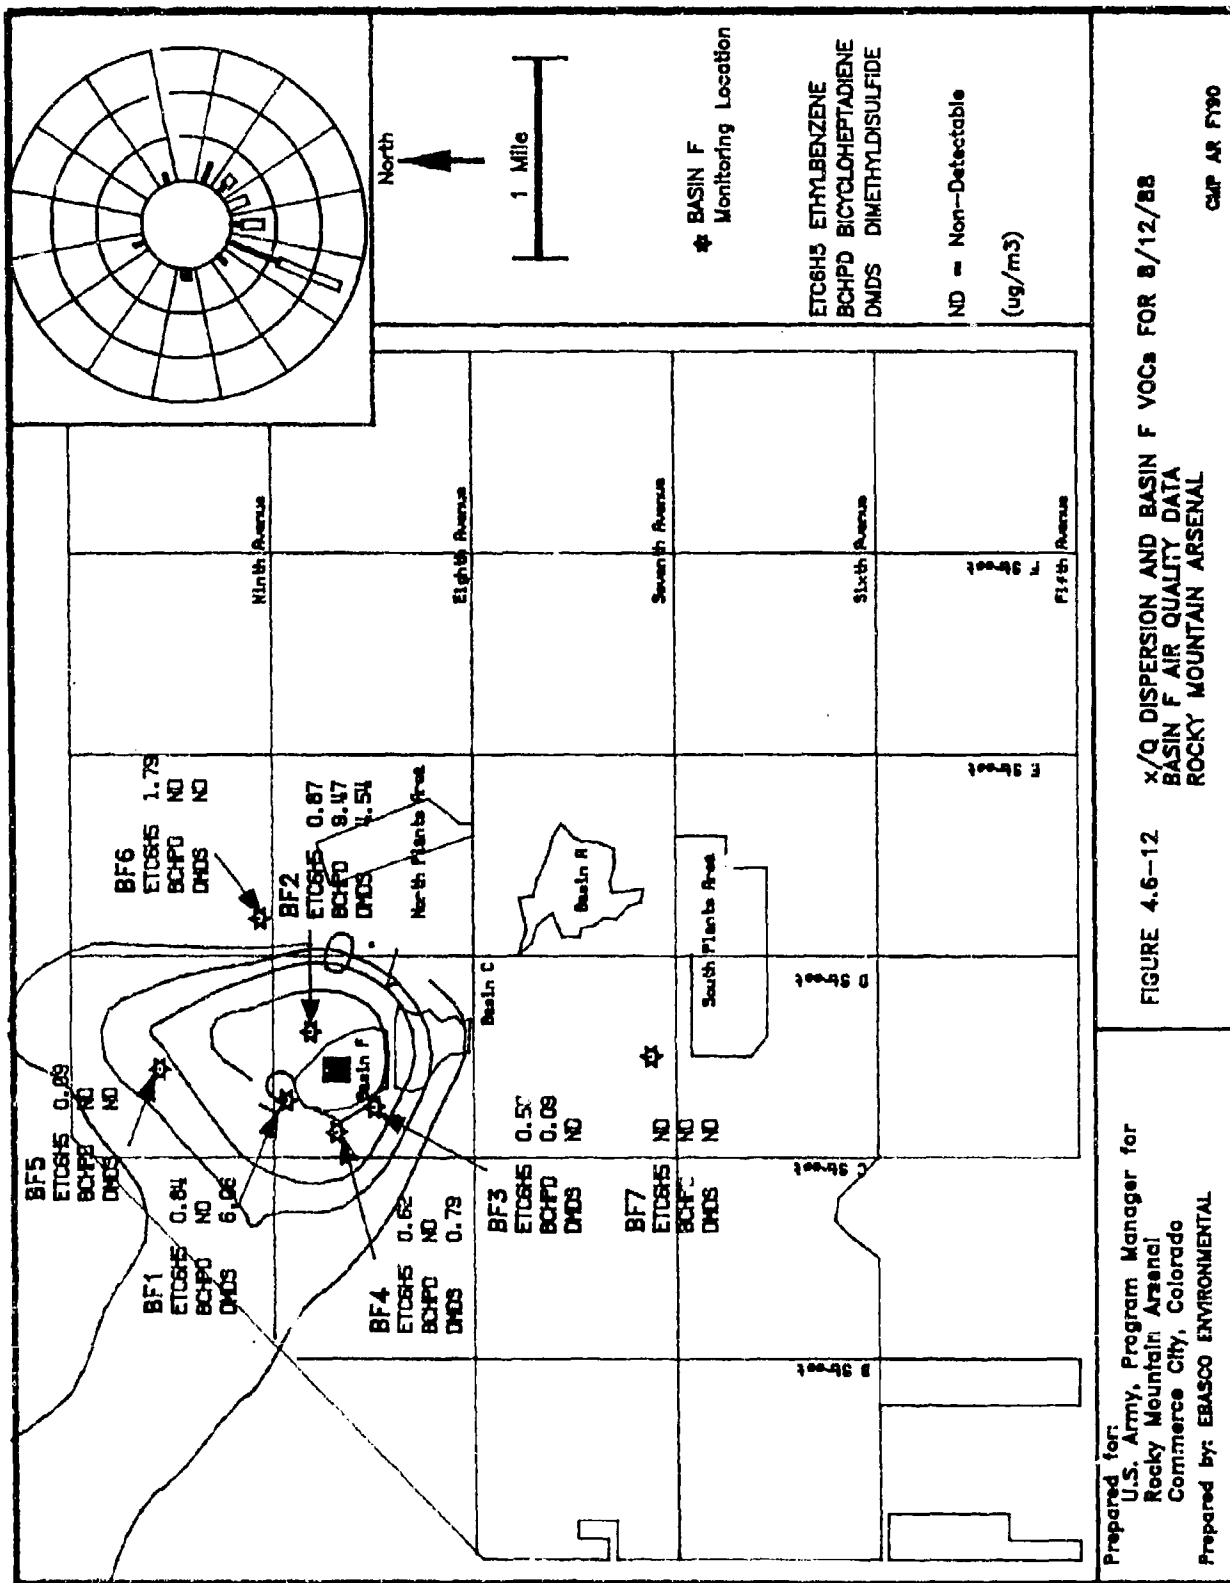 North
1 Mile
BASIN F
Monitoring Location
ETC6H5 ETHYLBENZENE
BCHPD BICYCLOHEPTADIENE
DMDS DIMETHYLDISULFIDE
ND = Non-Detectable
(ug/m3)
BF5
ETC6H5 0.89
BCHPD ND
DMDS ND
BF6
ETC6H5 1.79
BCHPD ND
DMDS ND
BF1
ETC6H5 0.84
BCHPD ND
DMDS
BF2
ETC6H5 0.87
BCHPD 9.47
DMDS 4.54
BF4
ETC6H5 0.62
BCHPD ND
DMDS 0.79
BF3
ETC6H5
BCHPD 0.09
DMDS ND
BF7
ETC6H5 ND
ND
DMDS ND
Basin F
North Plants Area
Basin C
Basin A
South Plants Area
Ninth Avenue
Eighth Avenue
Seventh Avenue
Sixth Avenue
Fifth Avenue
B Street
C Street
D Street
E Street
F Street
Prepared for:
U.S. Army, Program Manager for
Rocky Mountain Arsenal
Commerce City, Colorado
Prepared by: EBASCO ENVIRONMENTAL
FIGURE 4.6-12 x/Q DISPERSION AND BASIN F VOCs FOR 8/12/88
BASIN F AIR QUALITY DATA
ROCKY MOUNTAIN ARSENAL
CMP AR FY90